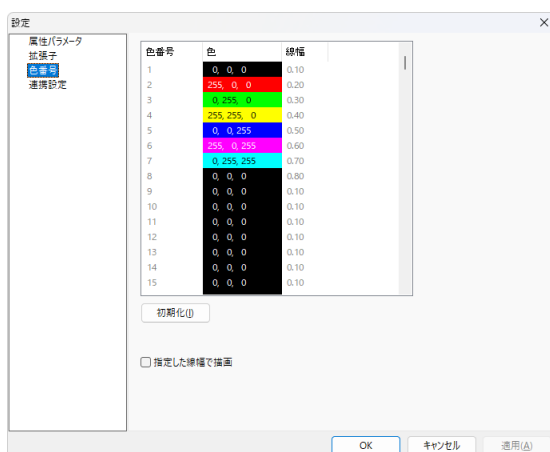 設定
属性パラメータ
拡張子
色番号
連携設定
色番号 色 線幅
1 0, 0, 0 0.10
2 255, 0, 0 0.20
3 0, 255, 0 0.30
4 255, 255, 0 0.40
5 0, 0, 255 0.50
6 255, 0, 255 0.60
7 0, 255, 255 0.70
8 0, 0, 0 0.80
9 0, 0, 0 0.10
10 0, 0, 0 0.10
11 0, 0, 0 0.10
12 0, 0, 0 0.10
13 0, 0, 0 0.10
14 0, 0, 0 0.10
15 0, 0, 0 0.10
初期化(I)
指定した線幅で描画
OK キャンセル 適用(A)